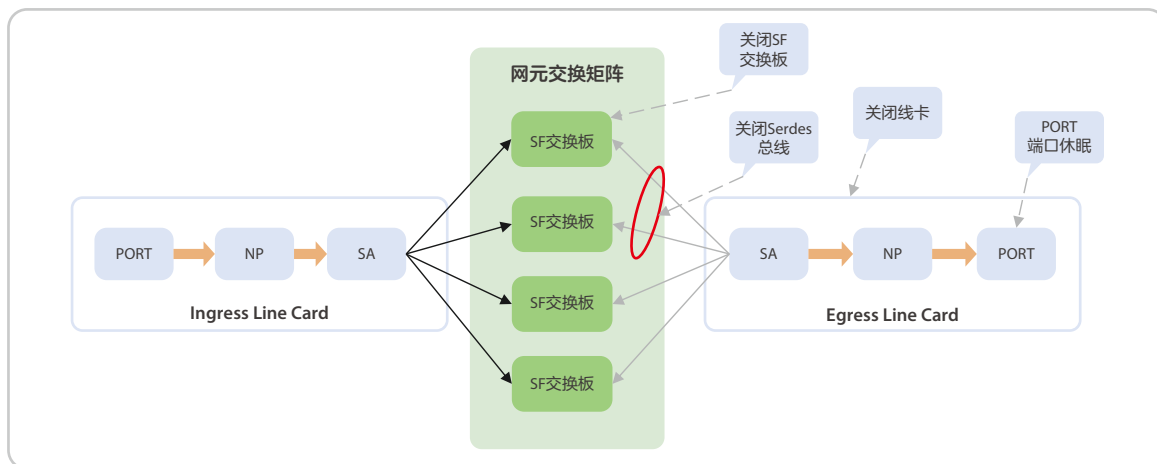 关闭SF
交换板
网元交换矩阵
关闭线卡
关闭Serdes
总线
PORT
端口休眠
SF交换板
SF交换板
SF交换板
SF交换板
PORT
NP
SA
Ingress Line Card
SA
NP
PORT
Egress Line Card